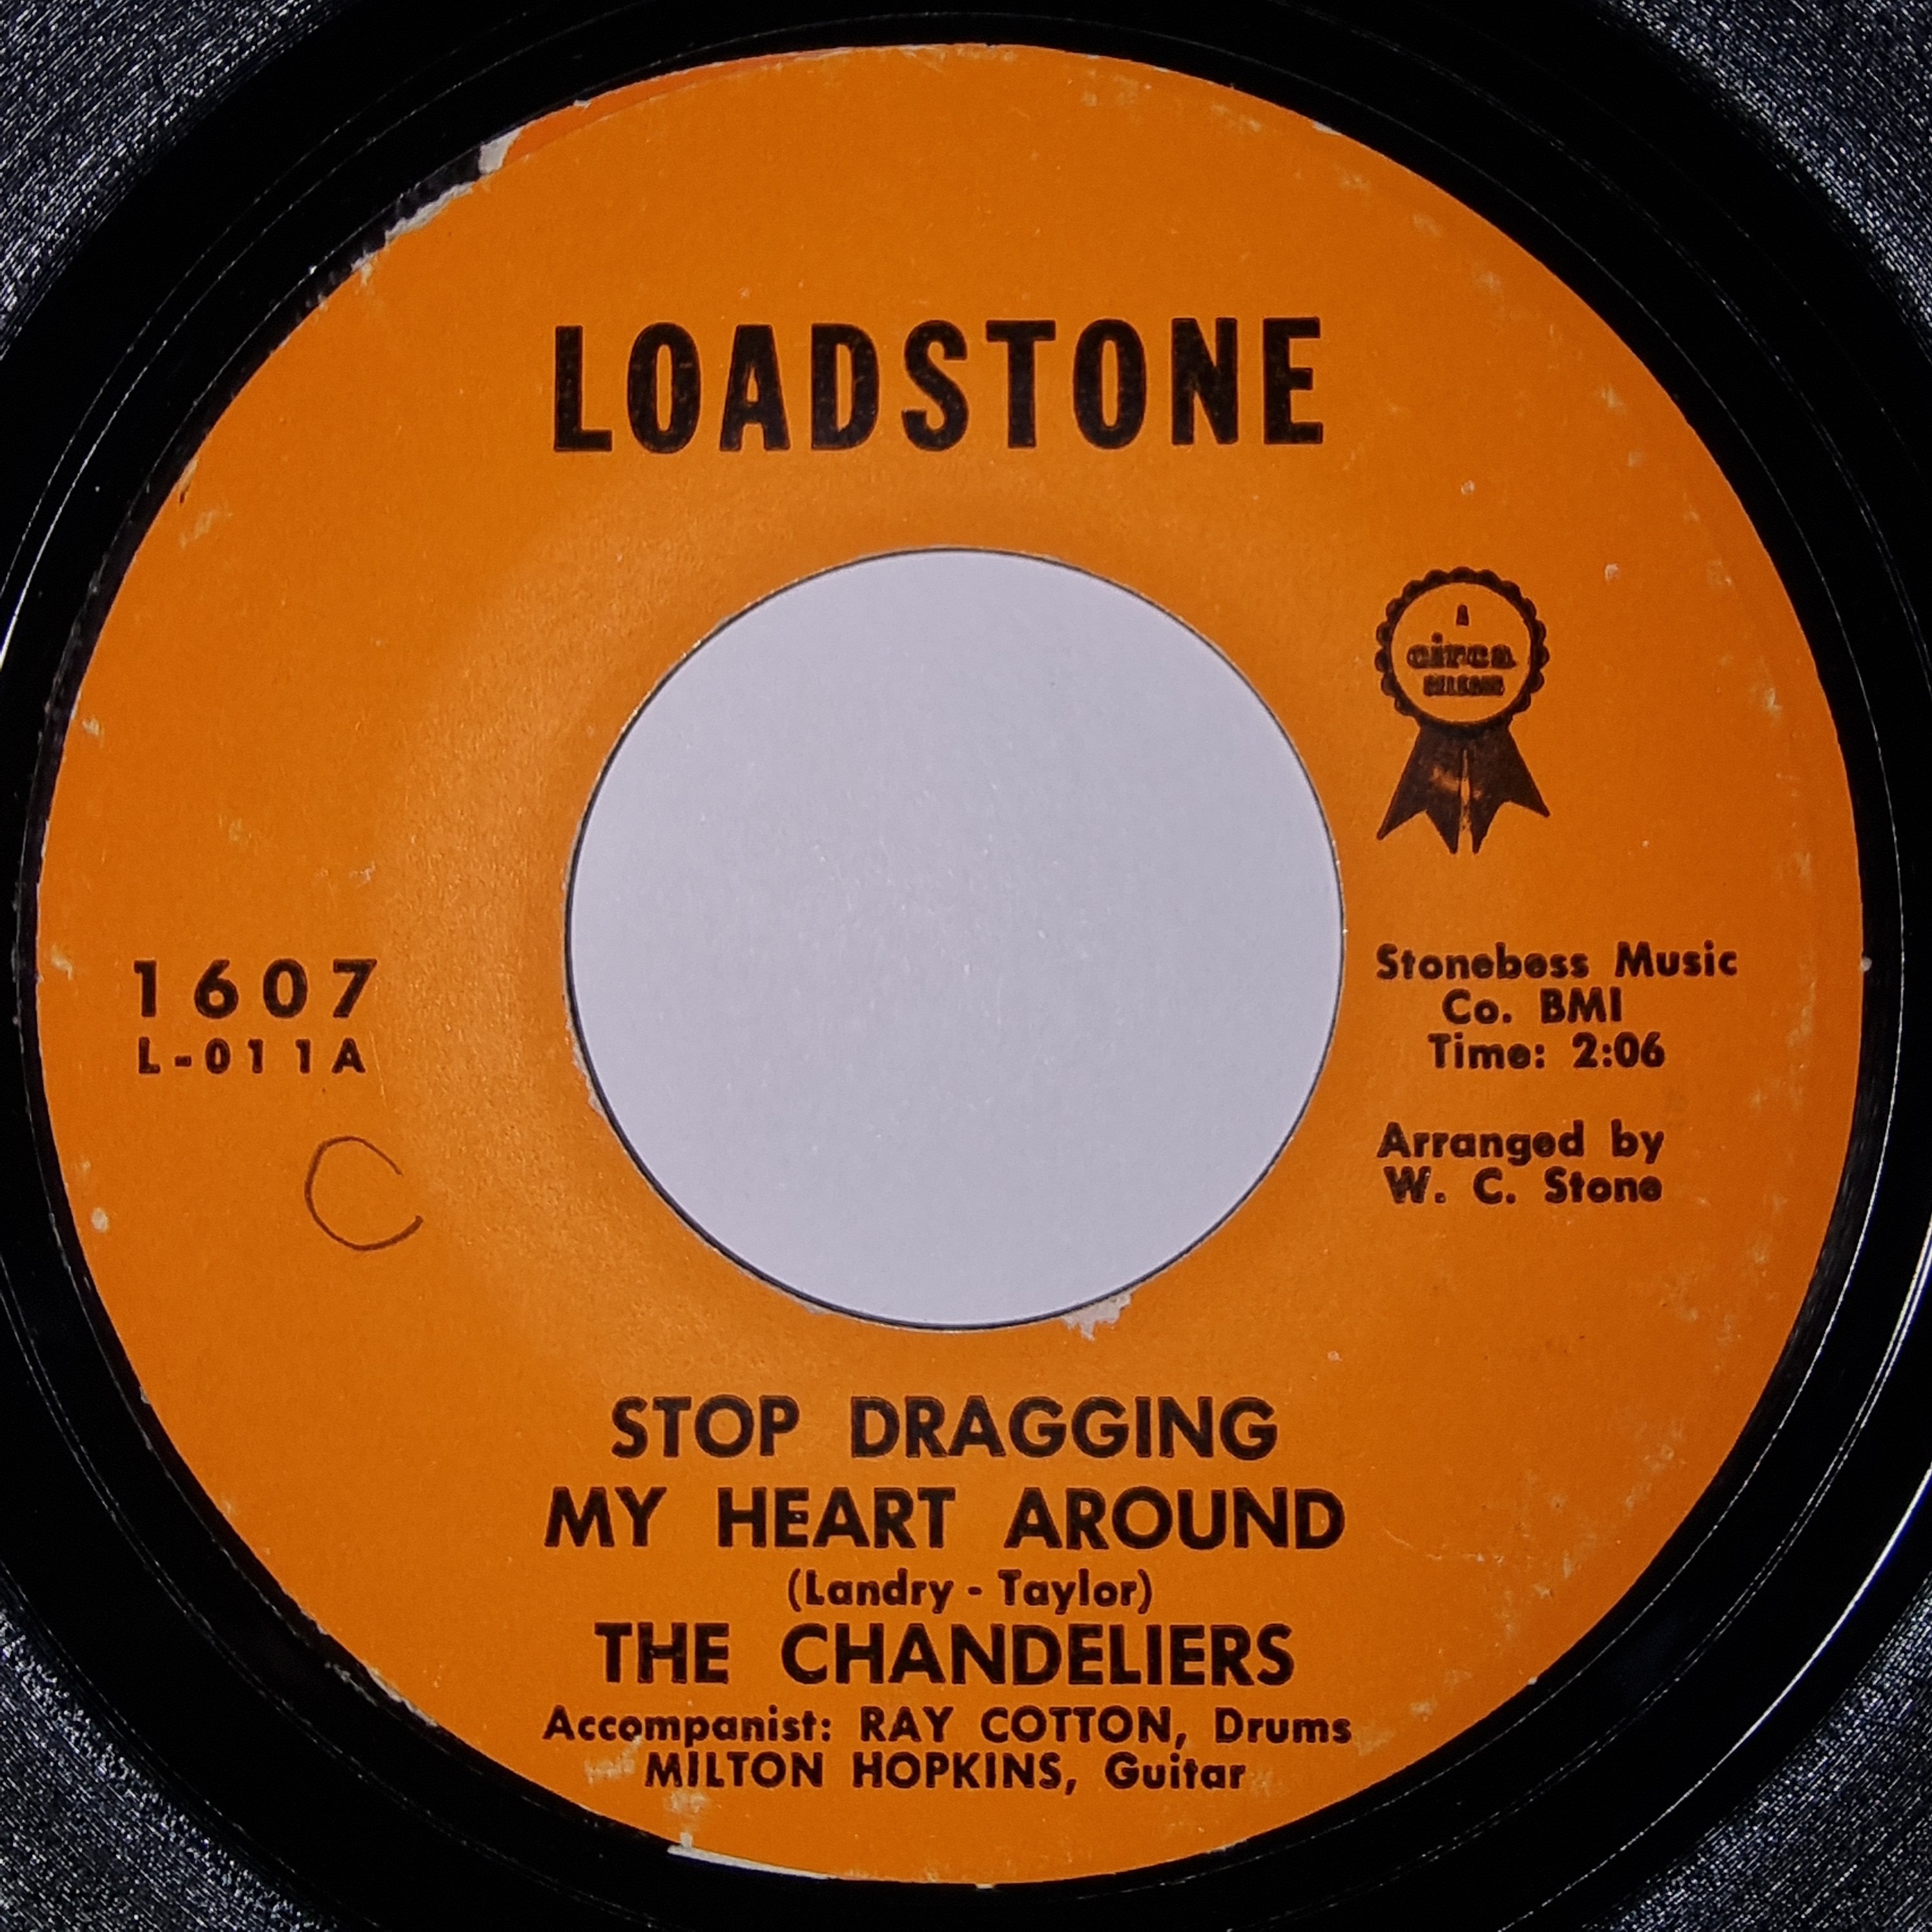 LOADSTONE
A
circa
RELEASE
1607
L-011A
C
Stonebess Music
Co. BMI
Time: 2:06
Arranged by
W. C. Stone
STOP DRAGGING
MY HEART AROUND
(Landry - Taylor)
THE CHANDELIERS
Accompanist: RAY COTTON, Drums
MILTON HOPKINS, Guitar